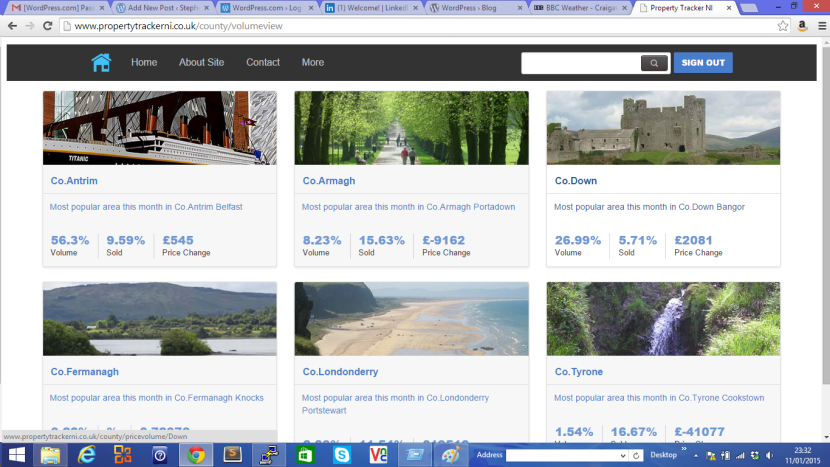 [WordPress.com] Pass
Add New Post ‹ Steph
WordPress.com › Log
(1) Welcome! | LinkedI
WordPress › Blog
BBC Weather - Craiga
Property Tracker NI
www.propertytrackerni.co.uk/county/volumeview
Home About Site Contact More SIGN OUT
TITANIC
Co.Antrim
Most popular area this month in Co.Antrim Belfast
56.3% 9.59% £545
Volume Sold Price Change
Co.Armagh
Most popular area this month in Co.Armagh Portadown
8.23% 15.63% £-9162
Volume Sold Price Change
Co.Down
Most popular area this month in Co.Down Bangor
26.99% 5.71% £2081
Volume Sold Price Change
Co.Fermanagh
Most popular area this month in Co.Fermanagh Knocks
Co.Londonderry
Most popular area this month in Co.Londonderry
Portstewart
Co.Tyrone
Most popular area this month in Co.Tyrone Cookstown
1.54% 16.67% £-41077
www.propertytrackerni.co.uk/county/pricevolume/Down
Address
Desktop
23:32
11/01/2015